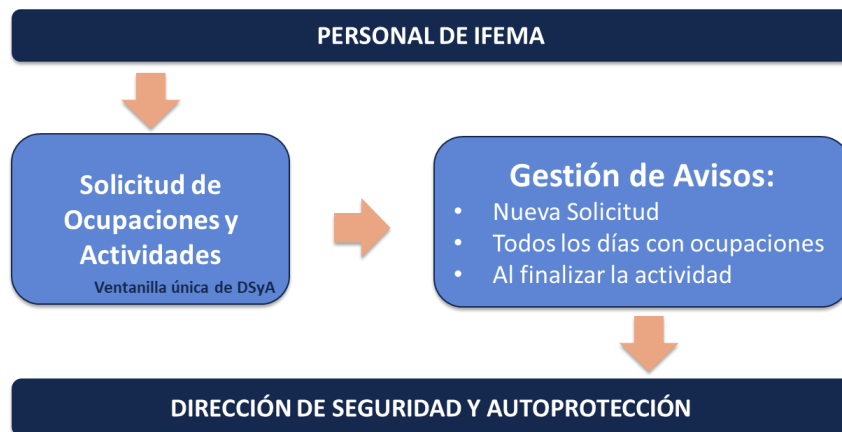 PERSONAL DE IFEMA
Solicitud de
Ocupaciones y
Actividades
Ventanilla única de DSyA
Gestión de Avisos:
• Nueva Solicitud
• Todos los días con ocupaciones
• Al finalizar la actividad
DIRECCIÓN DE SEGURIDAD Y AUTOPROTECCIÓN